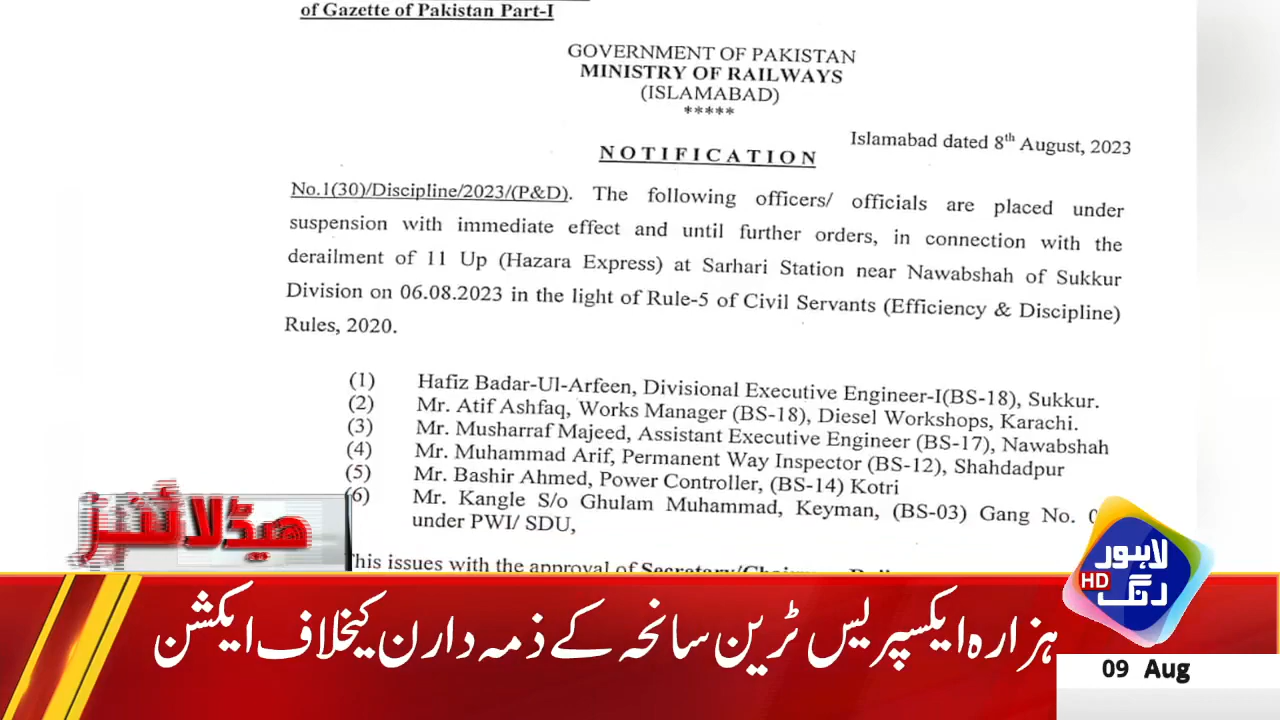 of Gazette of Pakistan Part-I
GOVERNMENT OF PAKISTAN
MINISTRY OF RAILWAYS
(ISLAMABAD)
*****
Islamabad dated 8th August, 2023
NOTIFICATION
No.1(30)/Discipline/2023/(P&D). The following officers/ officials are placed under
suspension with immediate effect and until further orders, in connection with the
derailment of 11 Up (Hazara Express) at Sarhari Station near Nawabshah of Sukkur
Division on 06.08.2023 in the light of Rule-5 of Civil Servants (Efficiency & Discipline)
Rules, 2020.
(1) Hafiz Badar-Ul-Arfeen, Divisional Executive Engineer-I(BS-18), Sukkur.
(2) Mr. Atif Ashfaq, Works Manager (BS-18), Diesel Workshops, Karachi.
(3) Mr. Musharraf Majeed, Assistant Executive Engineer (BS-17), Nawabshah
(4) Mr. Muhammad Arif, Permanent Way Inspector (BS-12), Shahdadpur
(5) Mr. Bashir Ahmed, Power Controller, (BS-14) Kotri
(6) Mr. Kangle S/o Ghulam Muhammad, Keyman, (BS-03) Gang No.
under PWI/ SDU,
This issues with the approval of
ہیڈلائنز
لاہور
رنگ
HD
ہزارہ ایکسپریس ٹرین سانحہ کے ذمہ دارن کیخلاف ایکشن
09 Aug